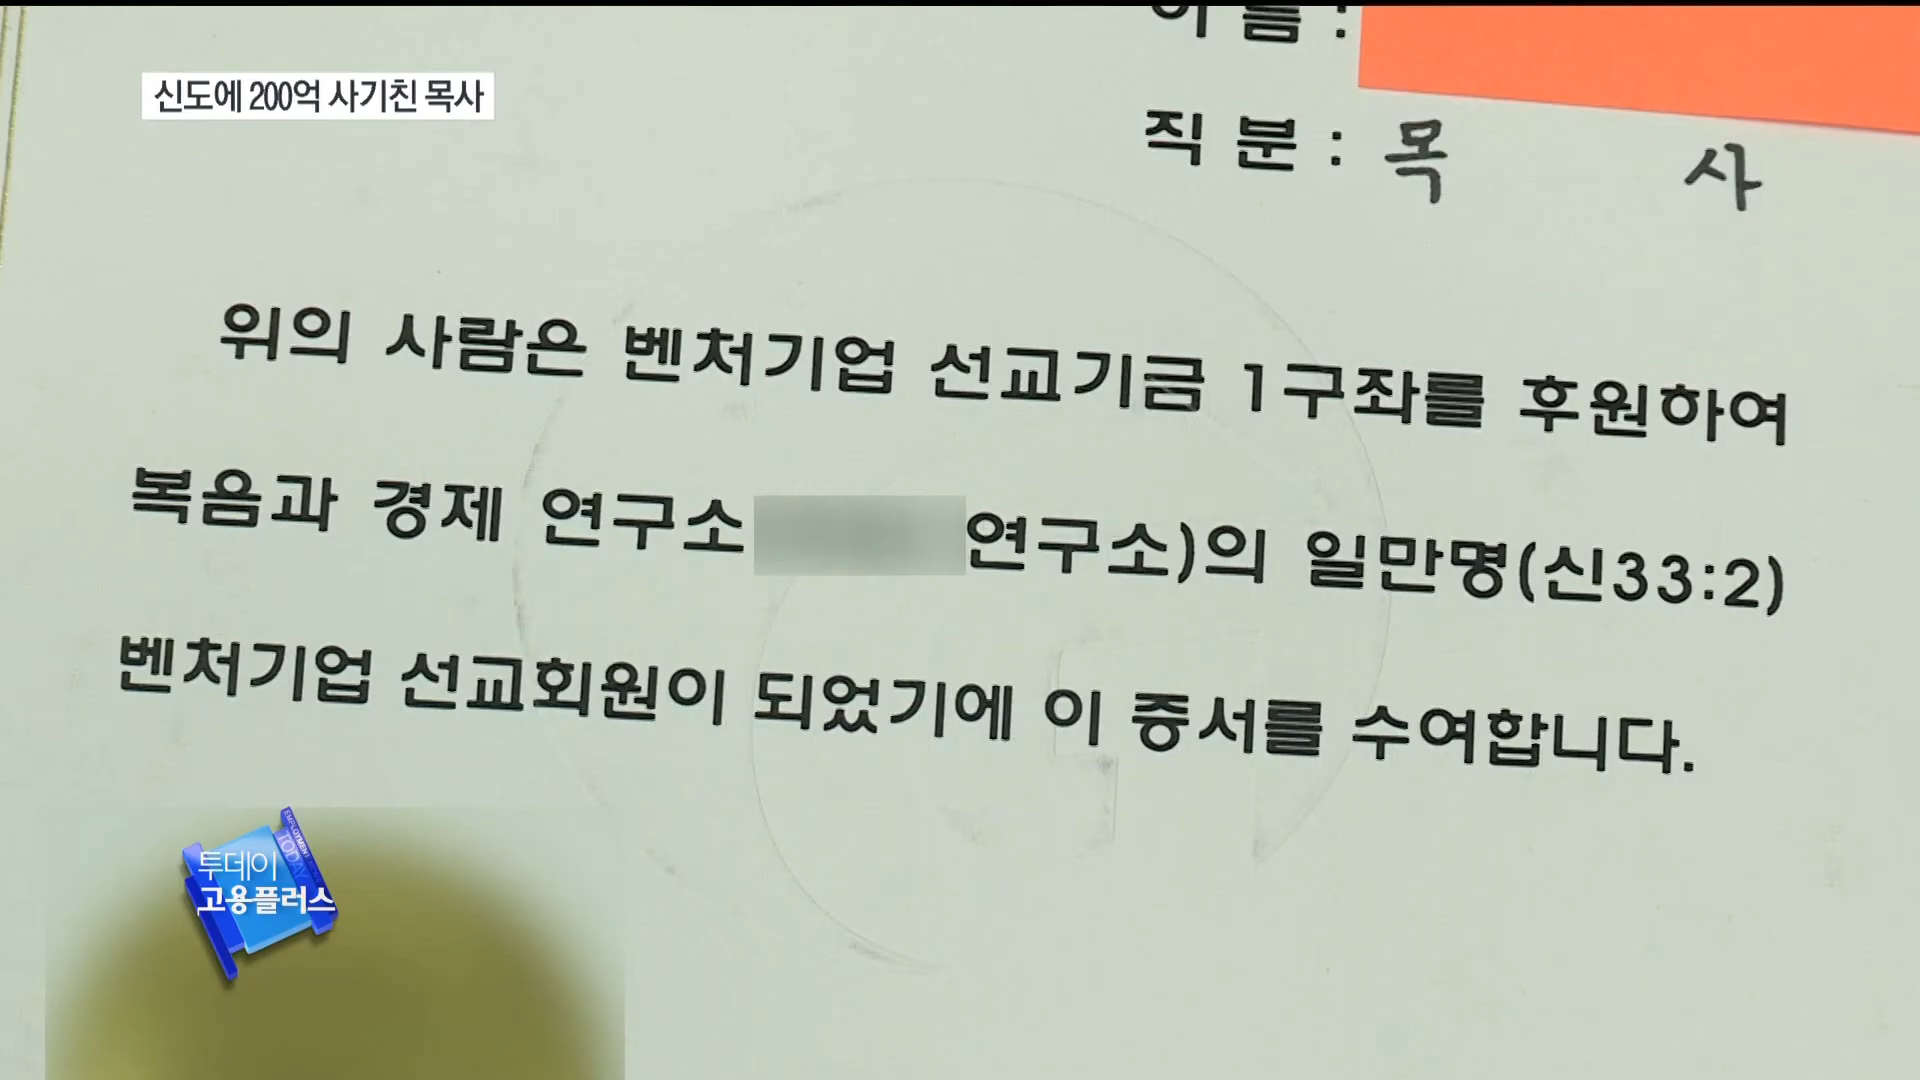 이 름 :
신도에 200억 사기친 목사
직 분 : 목 사
위의 사람은 벤처기업 선교기금 1구좌를 후원하여
복음과 경제 연구소 연구소)의 일만명(신33:2)
벤처기업 선교회원이 되었기에 이 증서를 수여합니다.
EMPLOYMENT
TODAY
투데이
고용플러스